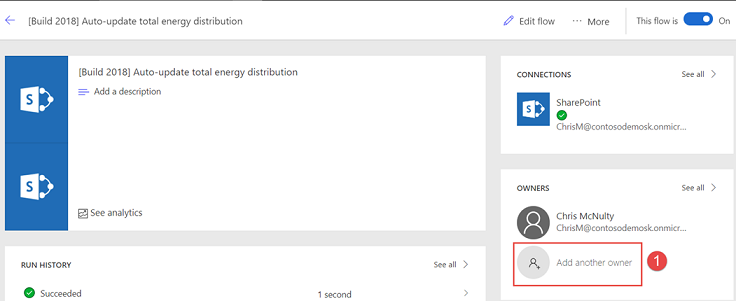 [Build 2018] Auto-update total energy distribution
Edit flow
··· More
This flow is
On
[Build 2018] Auto-update total energy distribution
Add a description
See analytics
RUN HISTORY
See all
Succeeded
1 second
CONNECTIONS
See all
S
S
S
SharePoint
ChrisM@contosodemosk.onmicr...
OWNERS
See all
Chris McNulty
ChrisM@contosodemosk.onmicr...
Add another owner
1